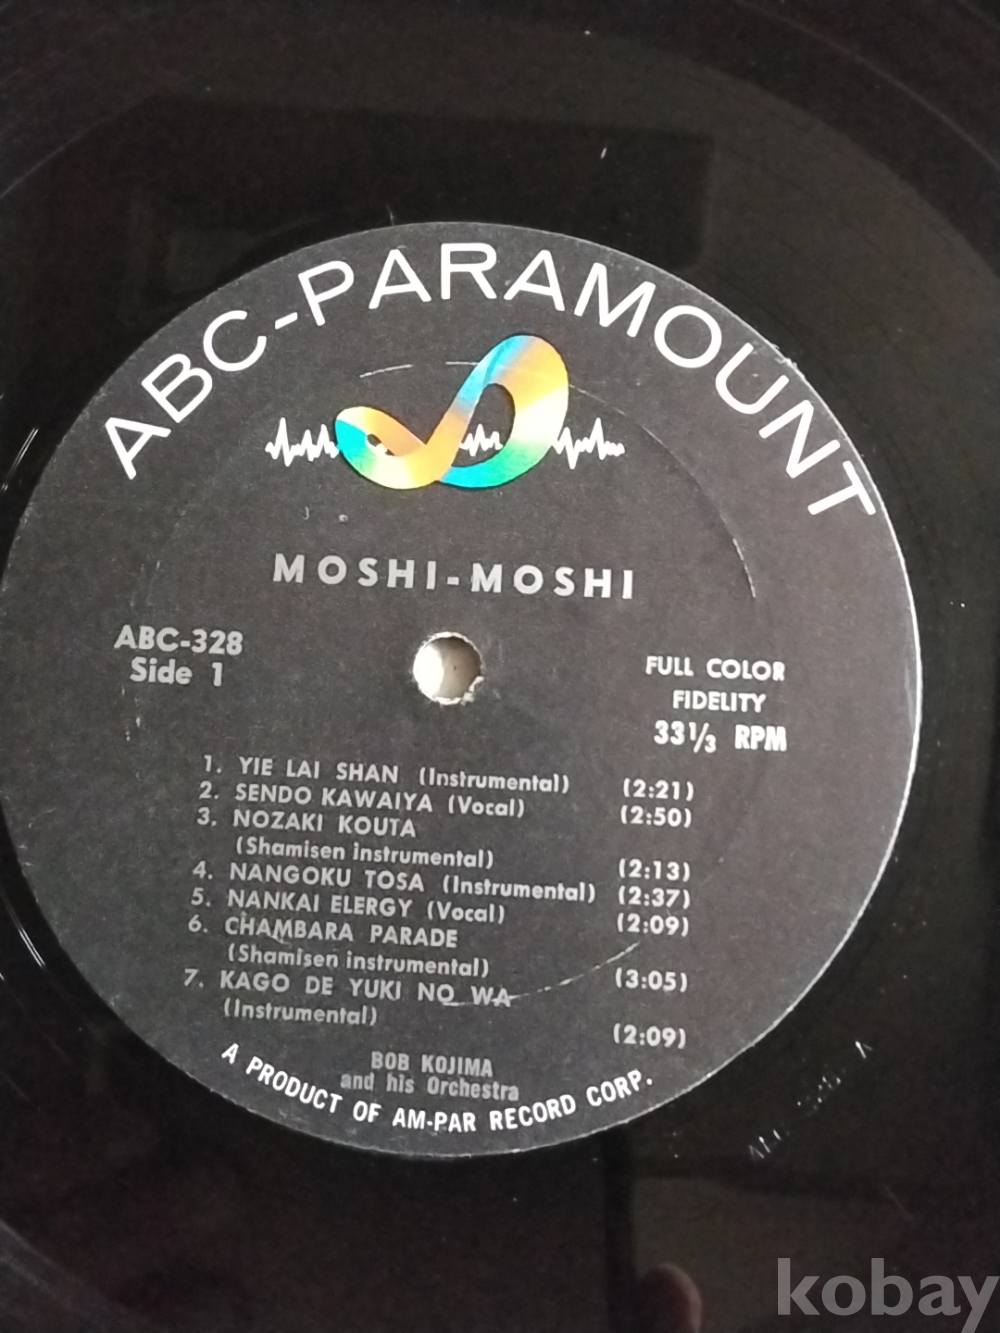 ABC-PARAMOUNT
MOSHI-MOSHI
ABC-328
Side 1
FULL COLOR
FIDELITY
33⅓ RPM
1. YIE LAI SHAN (Instrumental) (2:21)
2. SENDO KAWAIYA (Vocal) (2:50)
3. NOZAKI KOUTA
(Shamisen instrumental) (2:13)
4. NANGOKU TOSA (Instrumental) (2:37)
5. NANKAI ELERGY (Vocal) (2:09)
6. CHAMBARA PARADE
(Shamisen instrumental) (3:05)
7. KAGO DE YUKI NO WA
(Instrumental) (2:09)
BOB KOJIMA
and his Orchestra
A PRODUCT OF AM-PAR RECORD CORP.
kobay